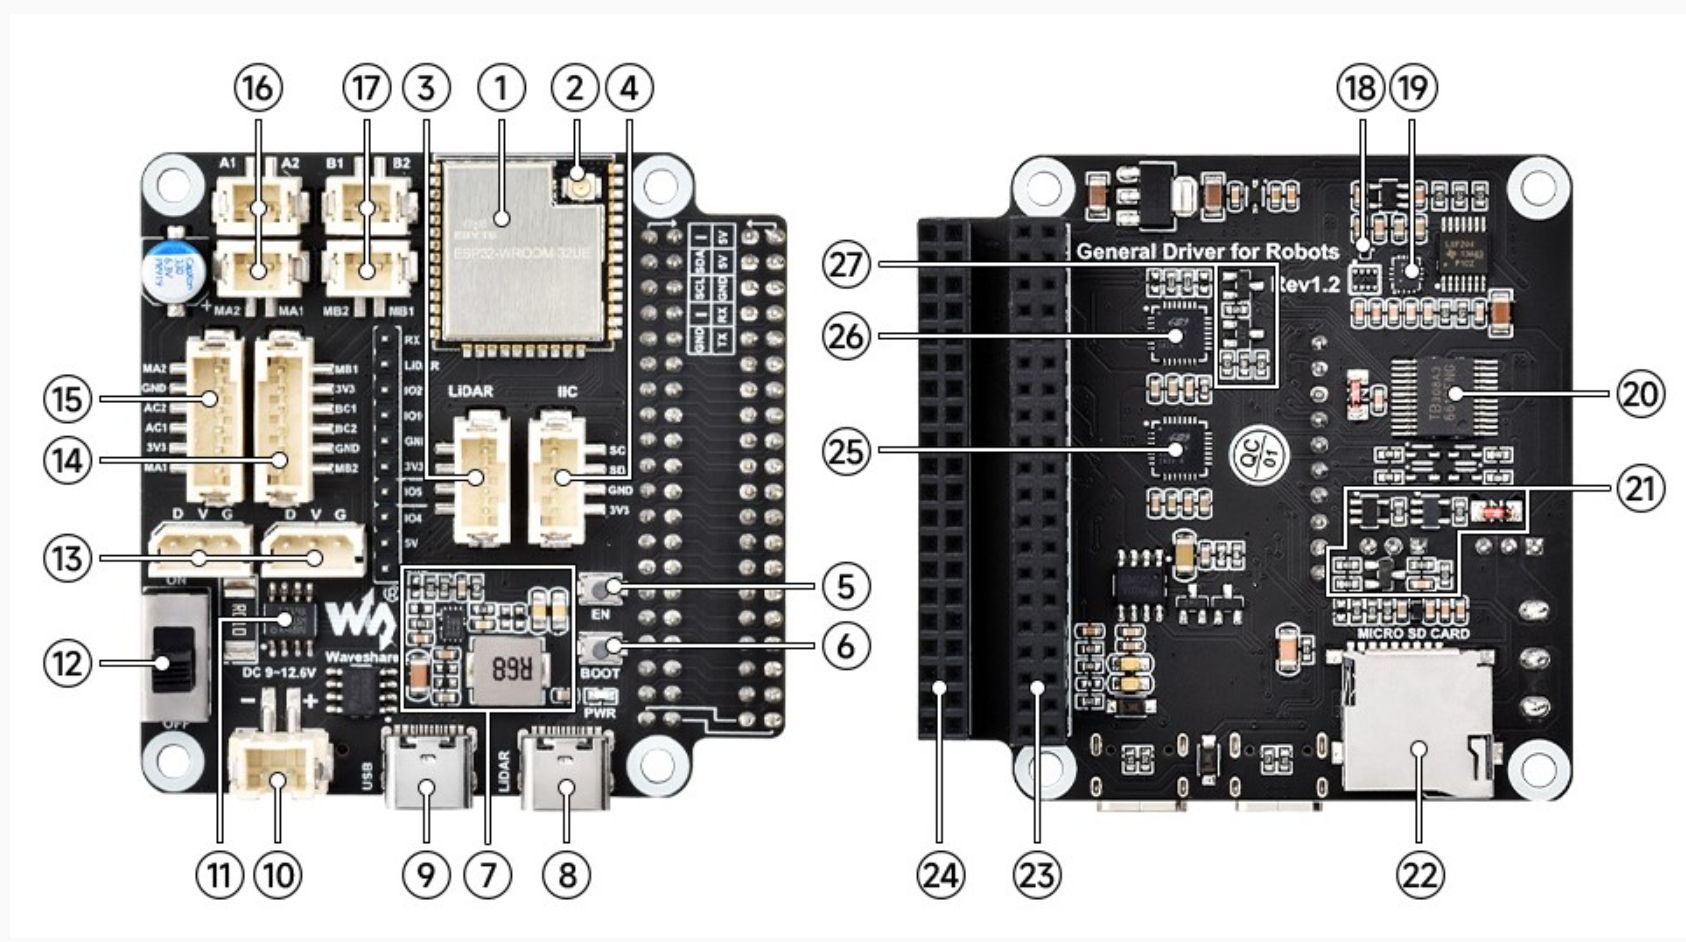 16 17 3 1 2 4
A1 A2 B1 B2
MA2 MA1 MB2 MB1
EBYTE
ESP32-WROOM-32UE
RX
LiDAR
IO2
IO1
3V3
IO5
IO4
5V
MA2
GND
AC2
AC1
3V3
MA1
MB1
3V3
BC1
BC2
GND
MB2
15
14
13
12
LiDAR IIC
GND
3V3
I 5V
SDA 5V
SCL GND
I RX
GND TX
D V G D V G
ON
OFF
DC 9~12.6V
- +
Waveshare
®
R68
EN
BOOT
PWR
USB
LiDAR
5
6
11 10 9 7 8
18 19
General Driver for Robots
Rev1.2
27
26
25
QC
01
20
21
MICRO SD CARD
24 23 22